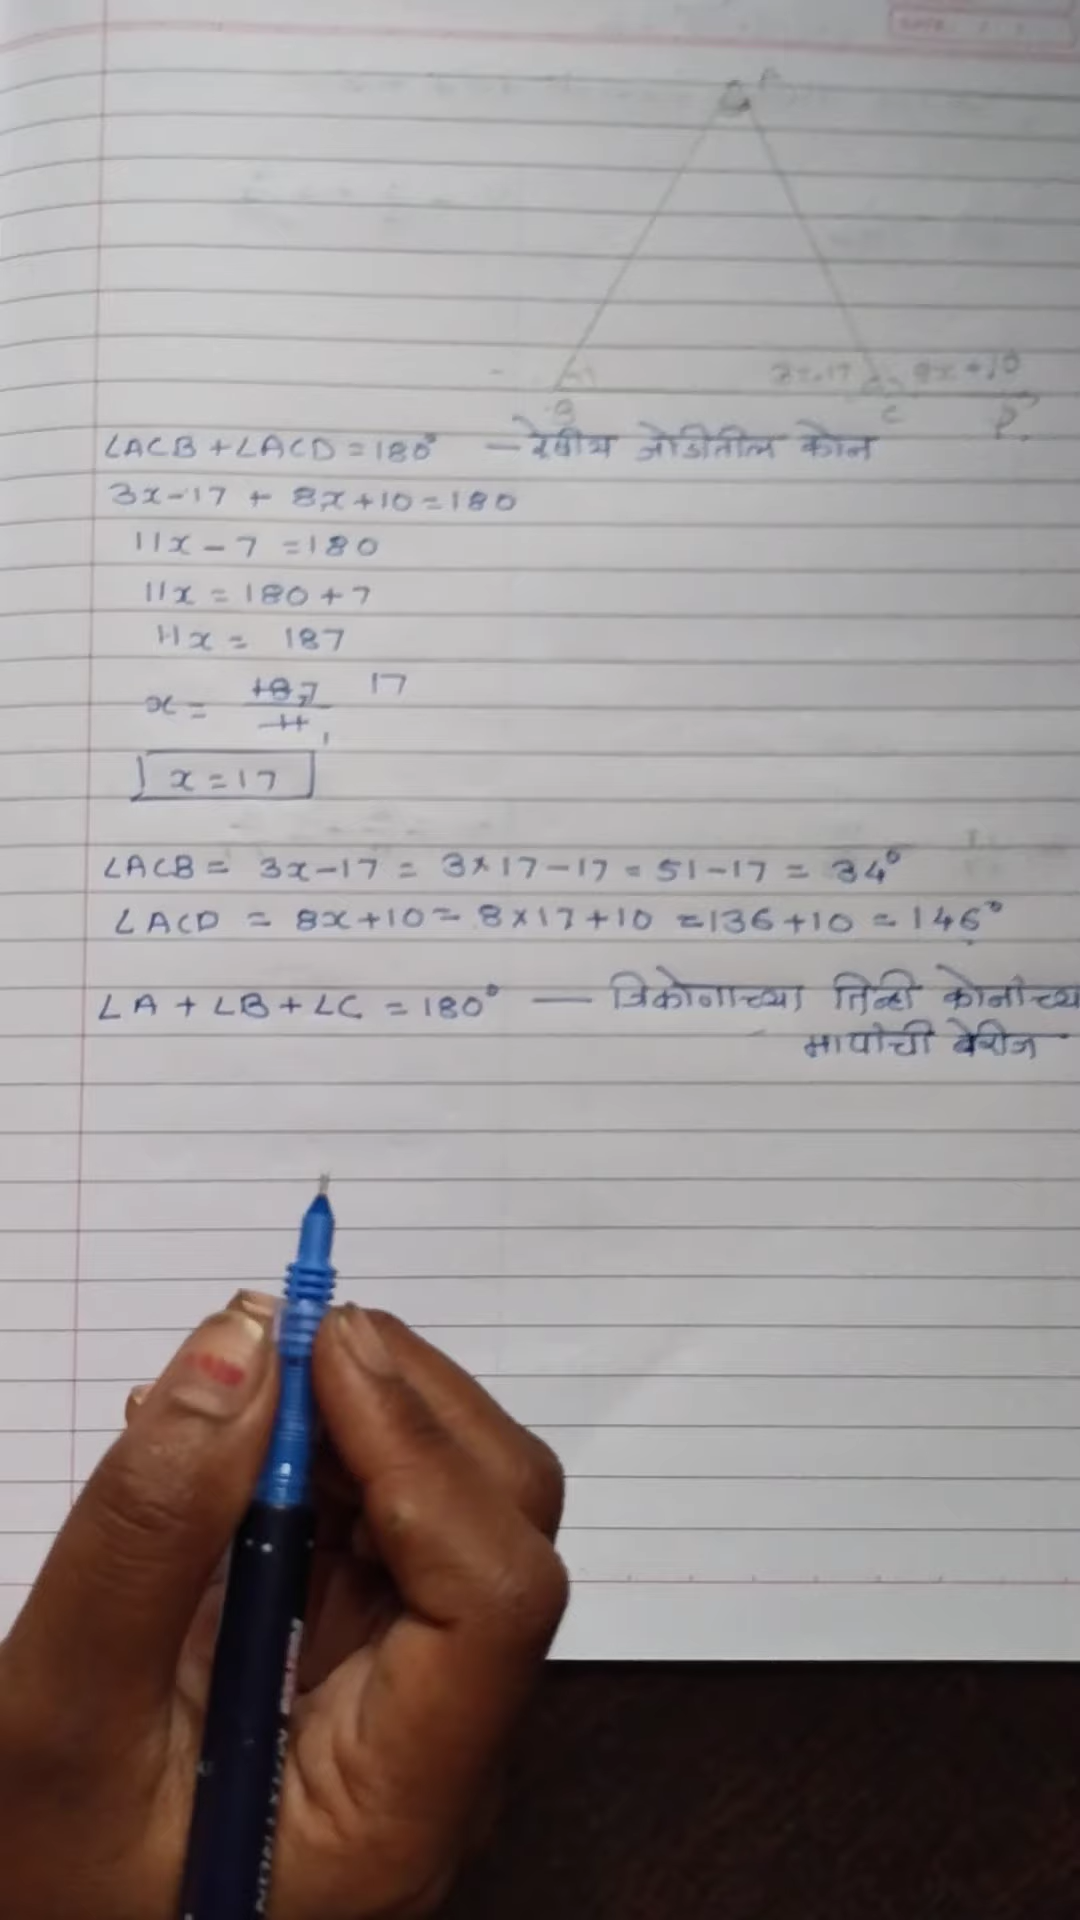 A
3x-17 8x+10
B C D
∠ACB + ∠ACD = 180° — रेषीय जोडीतील कोन
3x-17 + 8x+10 = 180
11x - 7 = 180
11x = 180 + 7
11x = 187
x = 187/11 17 1
x = 17
∠ACB = 3x-17 = 3×17-17 = 51-17 = 34°
∠ACD = 8x+10 = 8×17+10 = 136+10 = 146°
∠A + ∠B + ∠C = 180° — त्रिकोनाच्या तिन्ही कोनांच्य
मापांची बेरीज